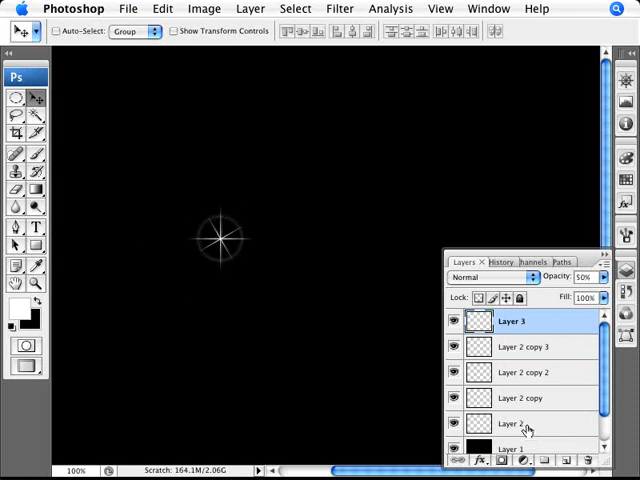 Photoshop File Edit Image Layer Select Filter Analysis View Window Help
Auto-Select: Group Show Transform Controls
Ps
T
Layers × History hannels Paths
Normal Opacity: 50%
Lock: Fill: 100%
Layer 3
Layer 2 copy 3
Layer 2 copy 2
Layer 2 copy
Layer 2
Layer 1
fx
100% Scratch: 164.1M/2.06G